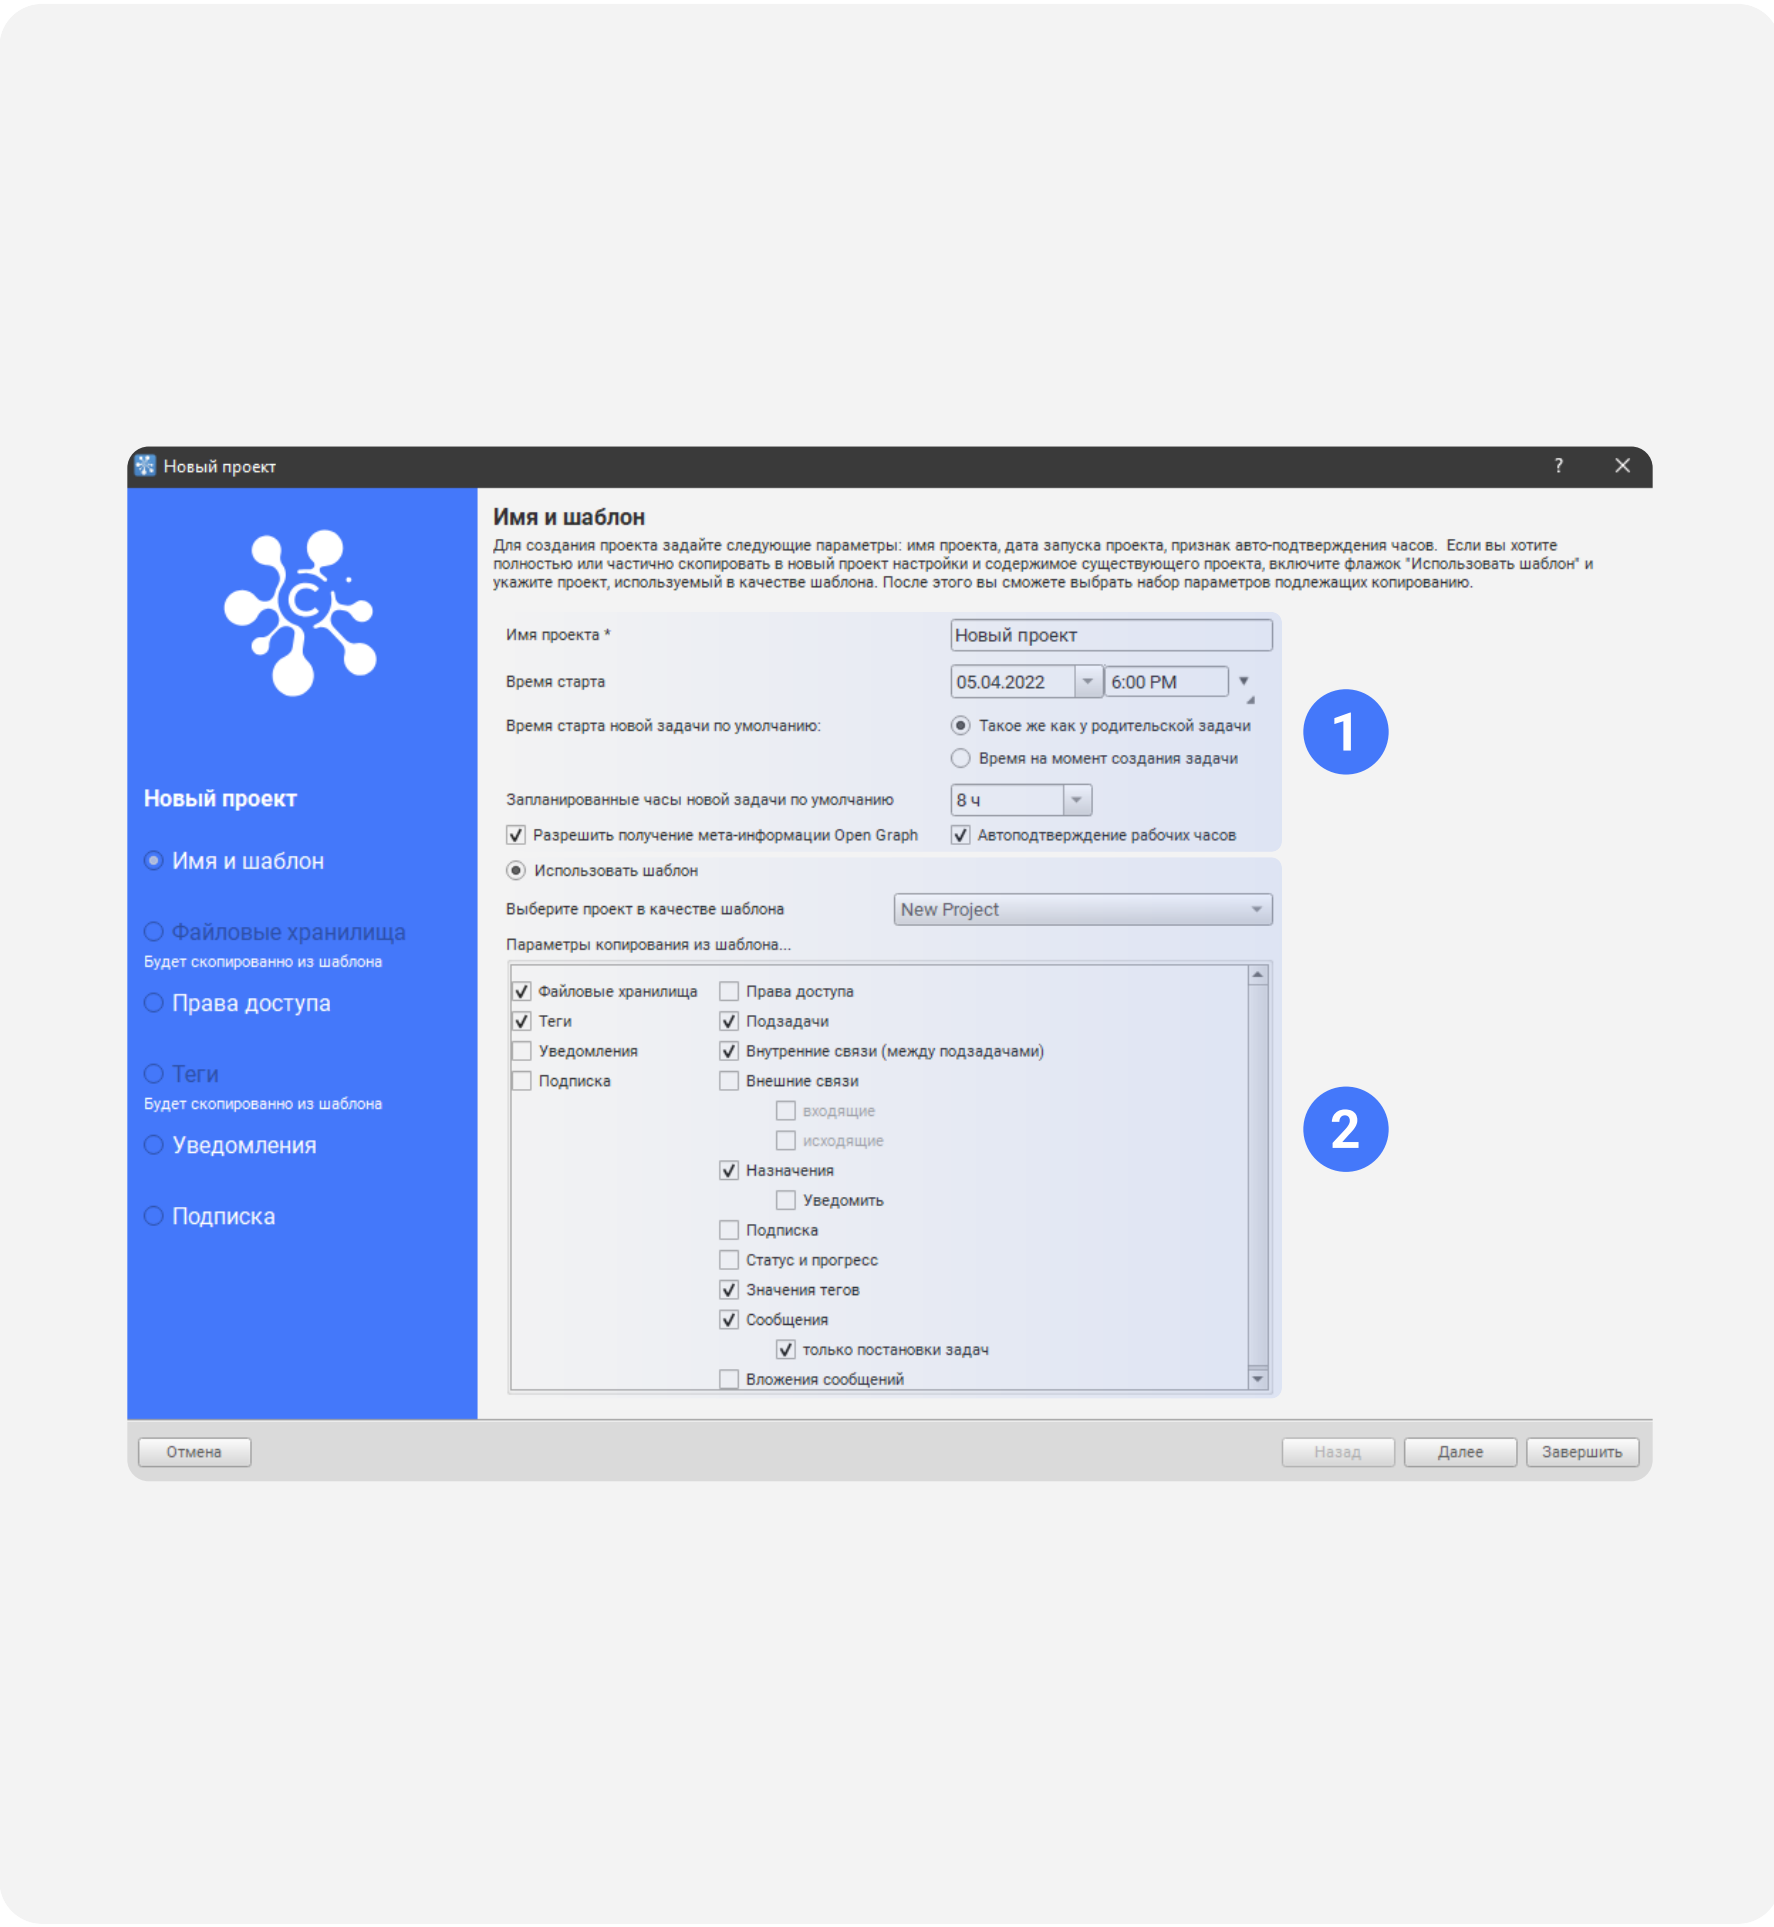 Новый проект
?
C
Новый проект
Имя и шаблон
Файловые хранилища
Будет скопированно из шаблона
Права доступа
Теги
Будет скопированно из шаблона
Уведомления
Подписка
Имя и шаблон
Для создания проекта задайте следующие параметры: имя проекта, дата запуска проекта, признак авто-подтверждения часов. Если вы хотите
полностью или частично скопировать в новый проект настройки и содержимое существующего проекта, включите флажок "Использовать шаблон" и
укажите проект, используемый в качестве шаблона. После этого вы сможете выбрать набор параметров подлежащих копированию.
Имя проекта * Новый проект
Время старта 05.04.2022 6:00 PM
Время старта новой задачи по умолчанию: Такое же как у родительской задачи
Время на момент создания задачи
Запланированные часы новой задачи по умолчанию 8 ч
Разрешить получение мета-информации Open Graph Автоподтверждение рабочих часов
1
Использовать шаблон
Выберите проект в качестве шаблона New Project
Параметры копирования из шаблона...
Файловые хранилища Права доступа
Теги Подзадачи
Уведомления Внутренние связи (между подзадачами)
Подписка Внешние связи
входящие
исходящие
Назначения
Уведомить
Подписка
Статус и прогресс
Значения тегов
Сообщения
только постановки задач
Вложения сообщений
2
Отмена Назад Далее Завершить